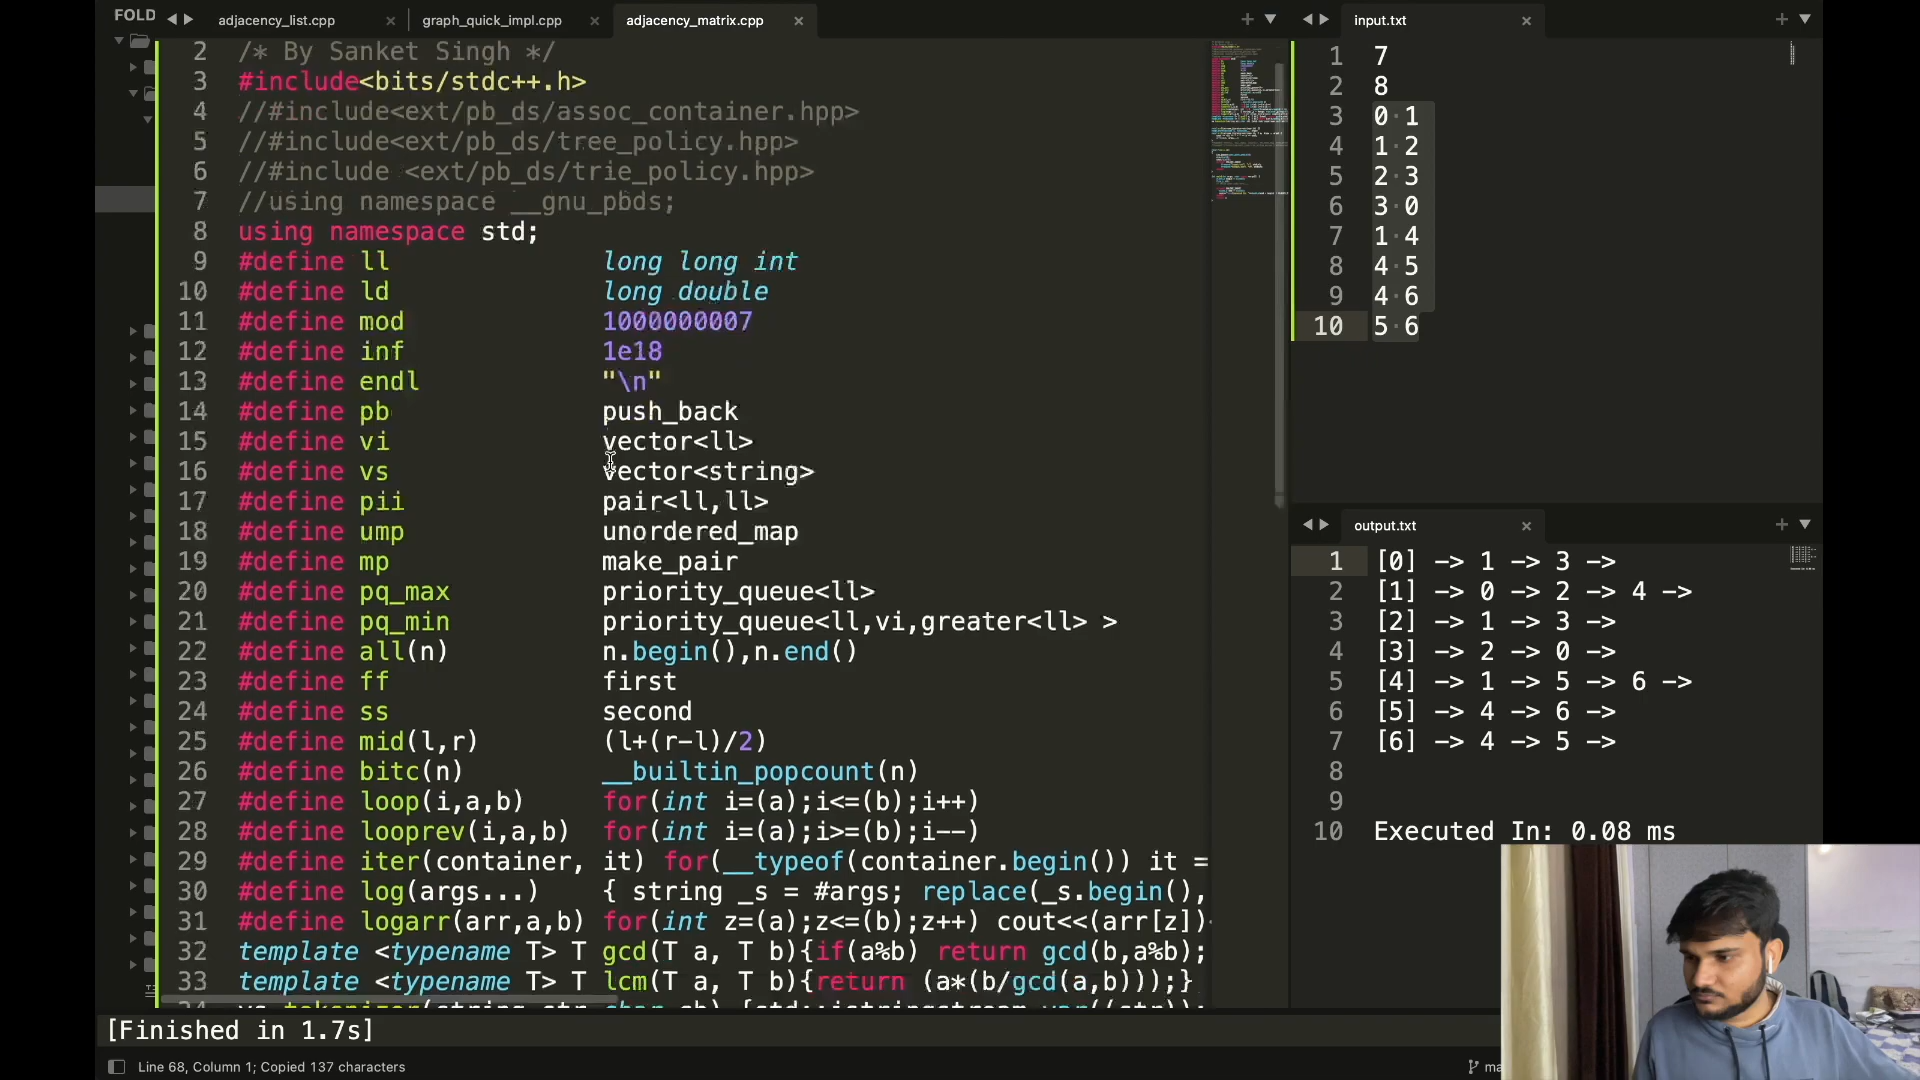 FOLD
adjacency_list.cpp
graph_quick_impl.cpp
adjacency_matrix.cpp
2 /* By Sanket Singh */
3 #include<bits/stdc++.h>
4 //#include<ext/pb_ds/assoc_container.hpp>
5 //#include<ext/pb_ds/tree_policy.hpp>
6 //#include <ext/pb_ds/trie_policy.hpp>
7 //using namespace __gnu_pbds;
8 using namespace std;
9 #define ll long long int
10 #define ld long double
11 #define mod 1000000007
12 #define inf 1e18
13 #define endl "\n"
14 #define pb push_back
15 #define vi vector<ll>
16 #define vs vector<string>
17 #define pii pair<ll,ll>
18 #define ump unordered_map
19 #define mp make_pair
20 #define pq_max priority_queue<ll>
21 #define pq_min priority_queue<ll,vi,greater<ll> >
22 #define all(n) n.begin(),n.end()
23 #define ff first
24 #define ss second
25 #define mid(l,r) (l+(r-l)/2)
26 #define bitc(n) __builtin_popcount(n)
27 #define loop(i,a,b) for(int i=(a);i<=(b);i++)
28 #define looprev(i,a,b) for(int i=(a);i>=(b);i--)
29 #define iter(container, it) for(__typeof(container.begin()) it =
30 #define log(args...) { string _s = #args; replace(_s.begin(),
31 #define logarr(arr,a,b) for(int z=(a);z<=(b);z++) cout<<(arr[z])
32 template <typename T> T gcd(T a, T b){if(a%b) return gcd(b,a%b);
33 template <typename T> T lcm(T a, T b){return (a*(b/gcd(a,b)));}
[Finished in 1.7s]
Line 68, Column 1; Copied 137 characters
input.txt
1 7
2 8
3 0 1
4 1 2
5 2 3
6 3 0
7 1 4
8 4 5
9 4 6
10 5 6
output.txt
1 [0] -> 1 -> 3 ->
2 [1] -> 0 -> 2 -> 4 ->
3 [2] -> 1 -> 3 ->
4 [3] -> 2 -> 0 ->
5 [4] -> 1 -> 5 -> 6 ->
6 [5] -> 4 -> 6 ->
7 [6] -> 4 -> 5 ->
8
9
10 Executed In: 0.08 ms